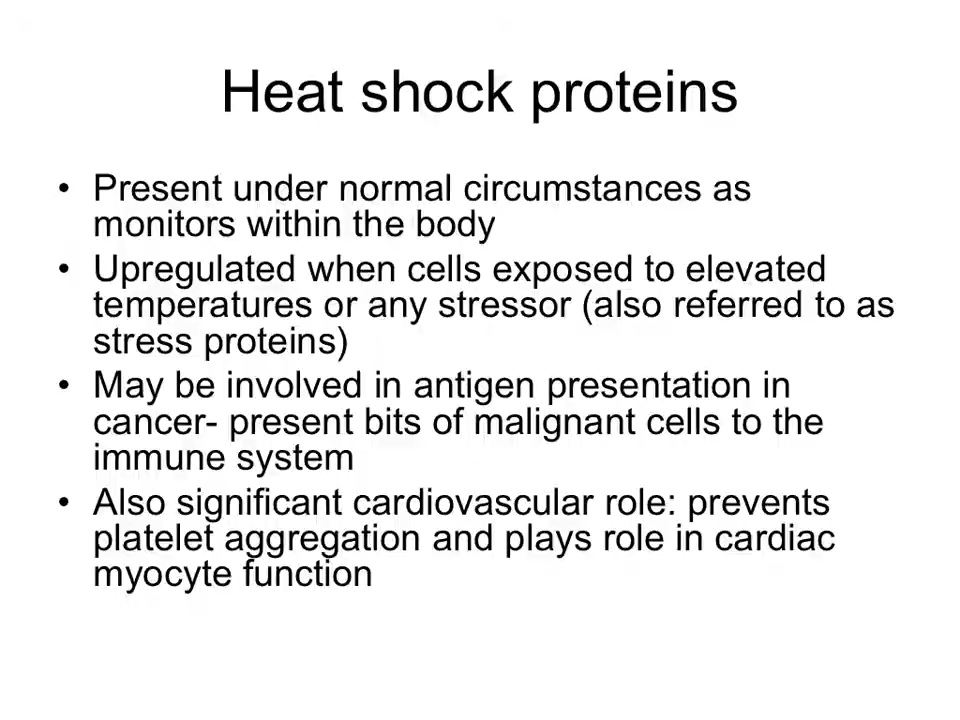 Heat shock proteins
• Present under normal circumstances as
monitors within the body
• Upregulated when cells exposed to elevated
temperatures or any stressor (also referred to as
stress proteins)
• May be involved in antigen presentation in
cancer- present bits of malignant cells to the
immune system
• Also significant cardiovascular role: prevents
platelet aggregation and plays role in cardiac
myocyte function